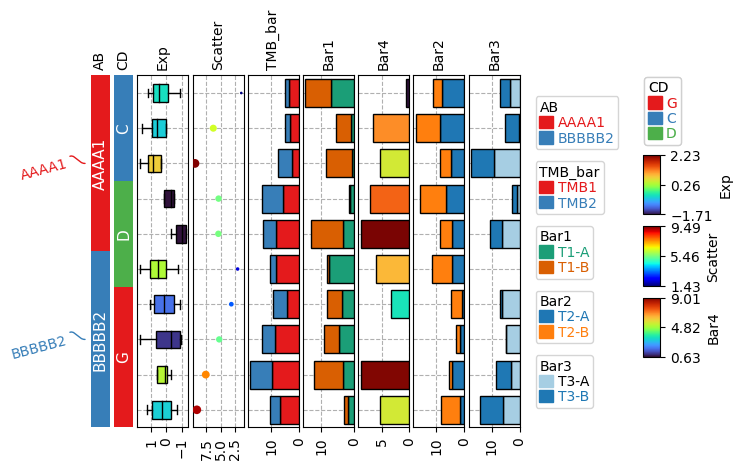 AB
CD
Exp
Scatter
TMB_bar
Bar1
Bar4
Bar2
Bar3
AAAA1
BBBBB2
AAAA1
BBBBB2
C
D
G
1
0
−1
7.5
5.0
2.5
10
0
10
0
5
0
10
0
10
0
AB
AAAA1
BBBBB2
TMB_bar
TMB1
TMB2
Bar1
T1-A
T1-B
Bar2
T2-A
T2-B
Bar3
T3-A
T3-B
CD
G
C
D
2.23
0.26
−1.71
Exp
9.49
5.46
1.43
Scatter
9.01
4.82
0.63
Bar4